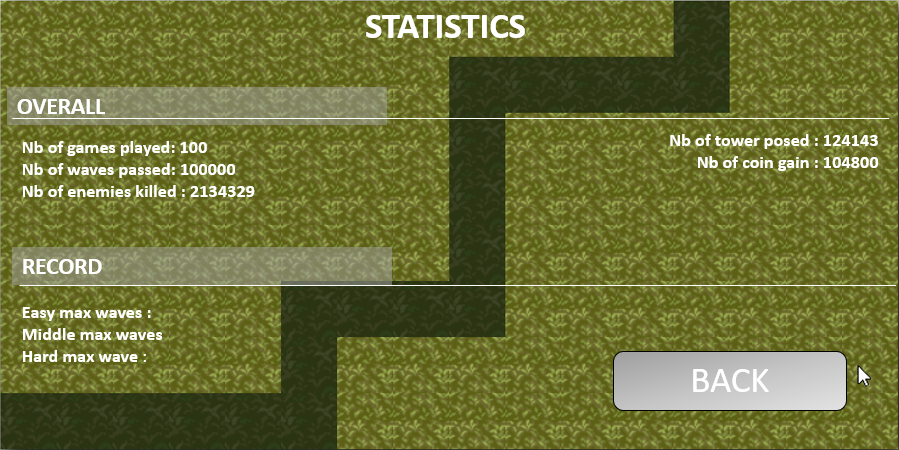 STATISTICS
OVERALL
Nb of games played: 100
Nb of waves passed: 100000
Nb of enemies killed : 2134329
Nb of tower posed : 124143
Nb of coin gain : 104800
RECORD
Easy max waves :
Middle max waves
Hard max wave :
BACK